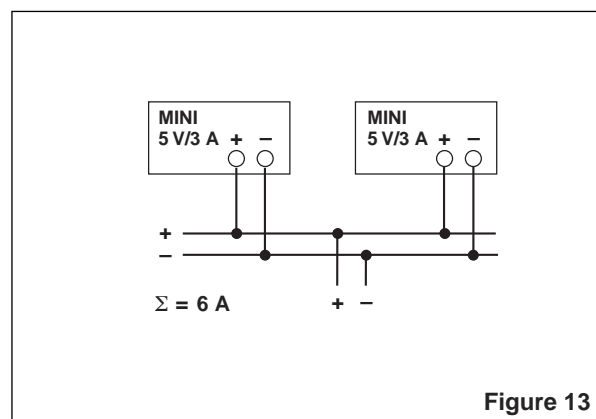 MINI
5 V/3 A + –
MINI
5 V/3 A + –
+
–
Σ = 6 A
+ –
Figure 13